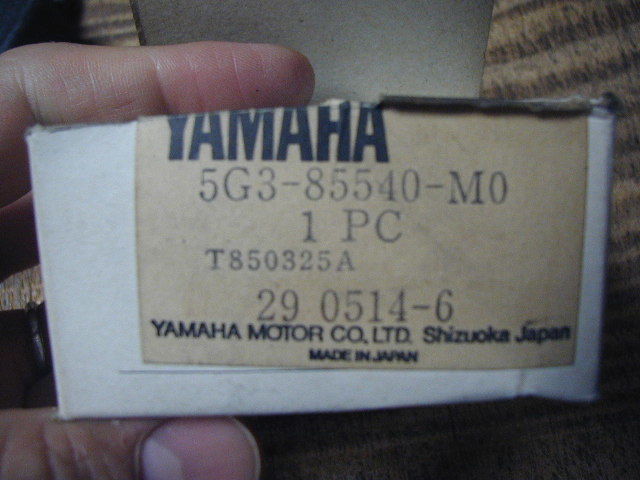 YAMAHA
5G3-85540-M0
1 PC
T850325A
29 0514-6
YAMAHA MOTOR CO., LTD. Shizuoka Japan
MADE IN JAPAN